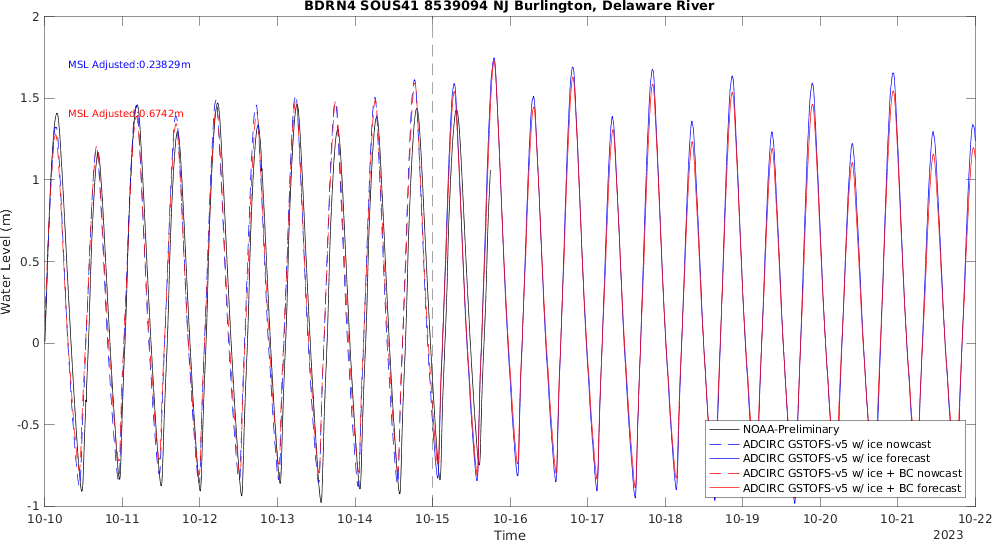 BDRN4 SOUS41 8539094 NJ Burlington, Delaware River
2
MSL Adjusted:0.23829m
1.5
MSL Adjusted:0.6742m
1
0.5
0
-0.5
-1
Water Level (m)
NOAA-Preliminary
ADCIRC GSTOFS-v5 w/ ice nowcast
ADCIRC GSTOFS-v5 w/ ice forecast
ADCIRC GSTOFS-v5 w/ ice + BC nowcast
ADCIRC GSTOFS-v5 w/ ice + BC forecast
10-10 10-11 10-12 10-13 10-14 10-15 10-16 10-17 10-18 10-19 10-20 10-21 10-22
Time
2023